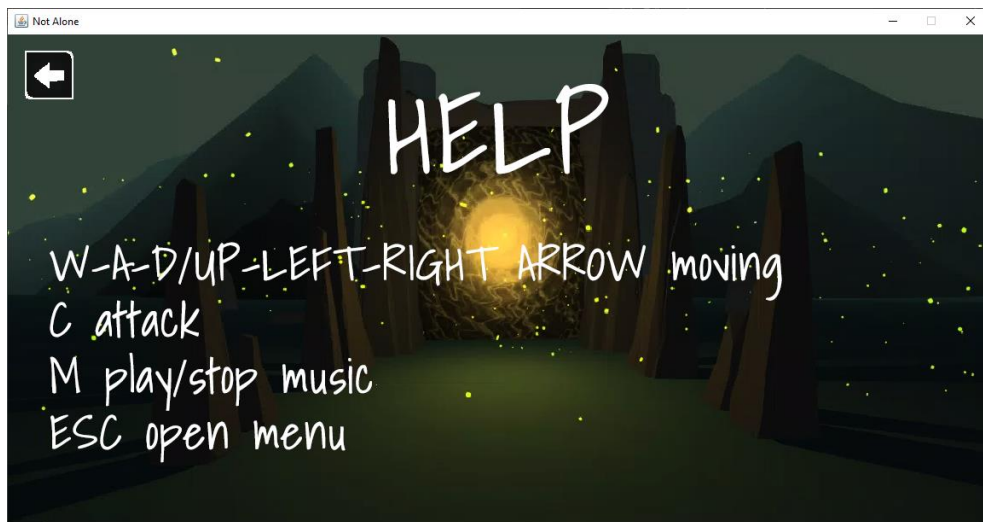 Not Alone
HELP
W-A-D/UP-LEFT-RIGHT ARROW moving
C attack
M play/stop music
ESC open menu